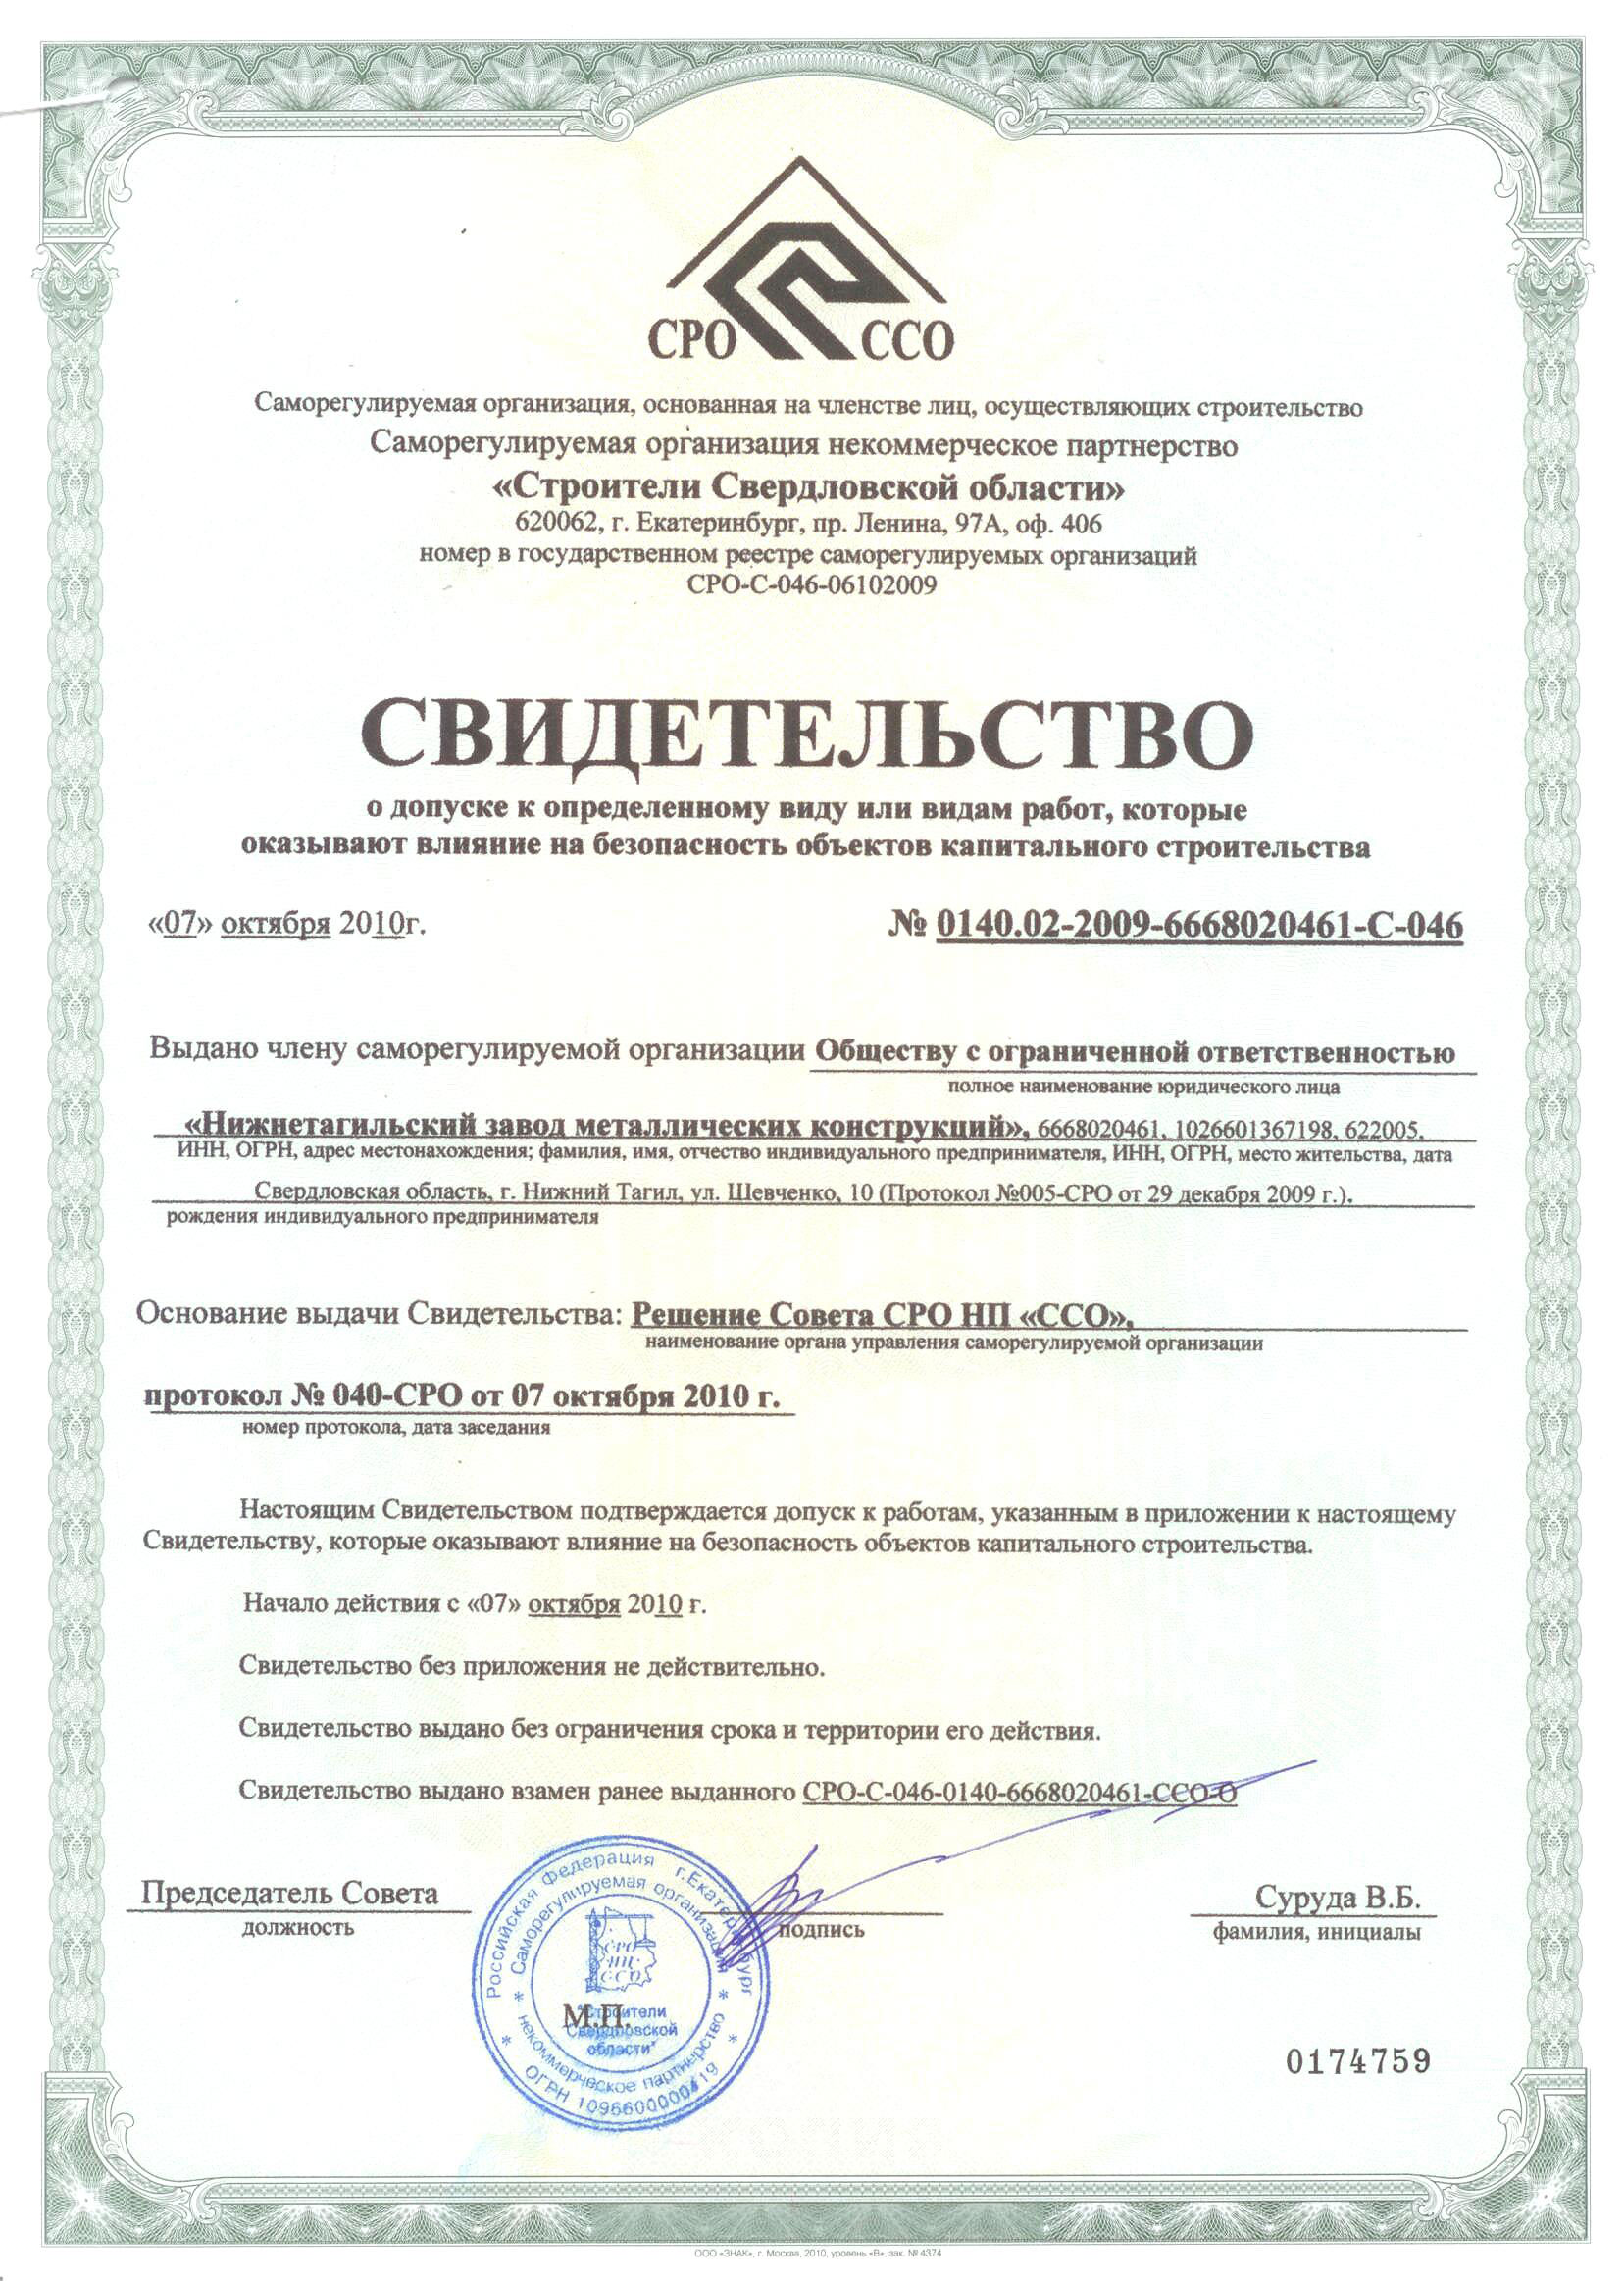 СРО ССО
Саморегулируемая организация, основанная на членстве лиц, осуществляющих строительство
Саморегулируемая организация некоммерческое партнерство
«Строители Свердловской области»
620062, г. Екатеринбург, пр. Ленина, 97А, оф. 406
номер в государственном реестре саморегулируемых организаций
СРО-С-046-06102009
СВИДЕТЕЛЬСТВО
о допуске к определенному виду или видам работ, которые
оказывают влияние на безопасность объектов капитального строительства
«07» октября 2010г. № 0140.02-2009-6668020461-С-046
Выдано члену саморегулируемой организации Обществу с ограниченной ответственностью
полное наименование юридического лица
«Нижнетагильский завод металлических конструкций», 6668020461, 1026601367198, 622005,
ИНН, ОГРН, адрес местонахождения; фамилия, имя, отчество индивидуального предпринимателя, ИНН, ОГРН, место жительства, дата
Свердловская область, г. Нижний Тагил, ул. Шевченко, 10 (Протокол №005-СРО от 29 декабря 2009 г.).
рождения индивидуального предпринимателя
Основание выдачи Свидетельства: Решение Совета СРО НП «ССО»,
наименование органа управления саморегулируемой организации
протокол № 040-СРО от 07 октября 2010 г.
номер протокола, дата заседания
Настоящим Свидетельством подтверждается допуск к работам, указанным в приложении к настоящему
Свидетельству, которые оказывают влияние на безопасность объектов капитального строительства.
Начало действия с «07» октября 2010 г.
Свидетельство без приложения не действительно.
Свидетельство выдано без ограничения срока и территории его действия.
Свидетельство выдано взамен ранее выданного СРО-С-046-0140-6668020461-ССО-О
Председатель Совета
должность
подпись
Суруда В.Б.
фамилия, инициалы
Российская Федерация г.Екатеринбург
Саморегулируемая организация
некоммерческое партнерство
"Строители
Свердловской
области"
М.П.
0174759
ООО «ЗНАК», г. Москва, 2010, уровень «В», зак. № 4374